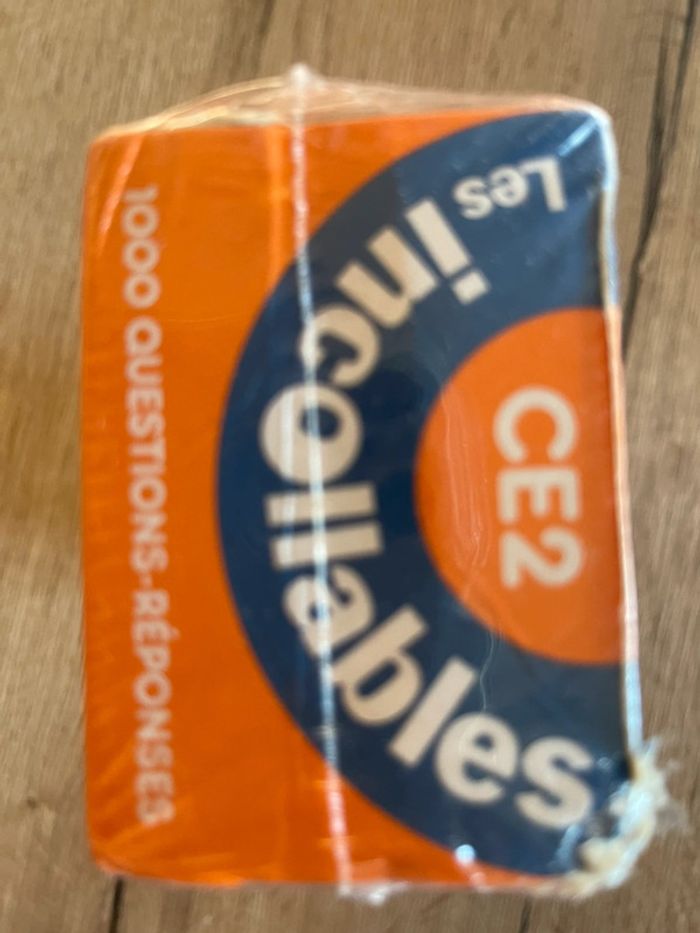 Les incollables
CE2
1000 QUESTIONS-RÉPONSES